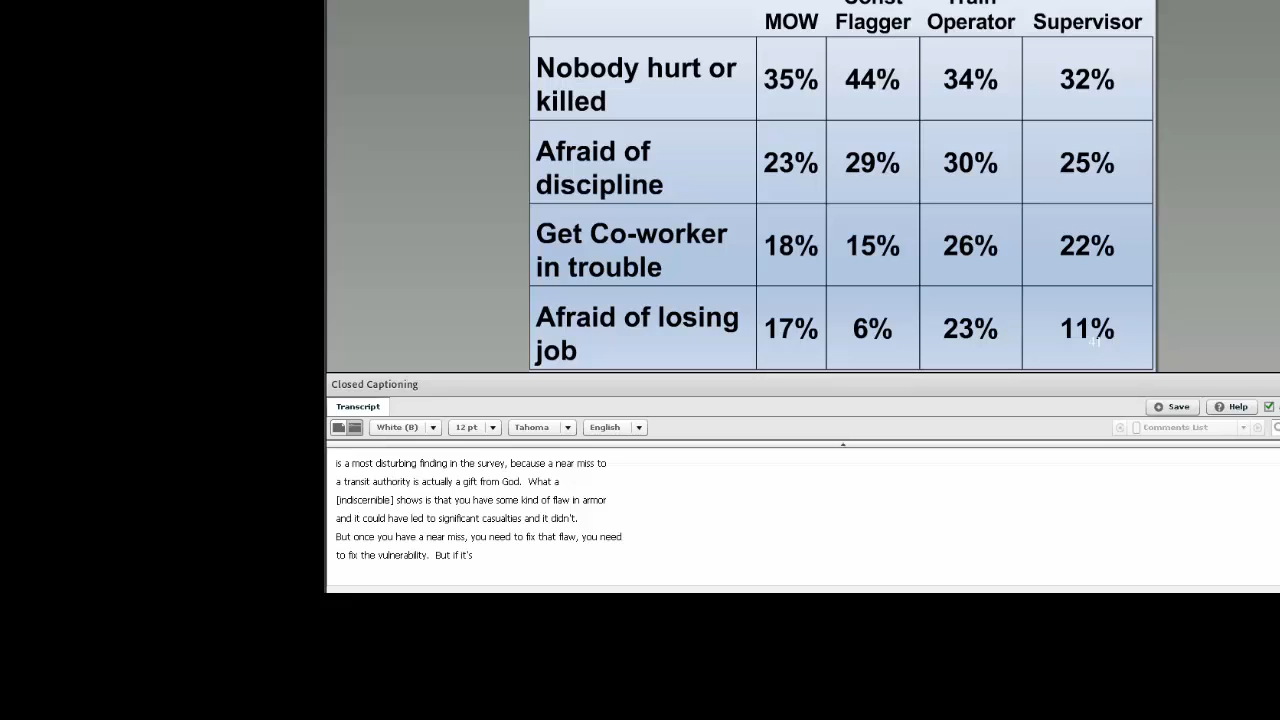 Const Train
MOW Flagger Operator Supervisor
Nobody hurt or
killed
35% 44% 34% 32%
Afraid of
discipline
23% 29% 30% 25%
Get Co-worker
in trouble
18% 15% 26% 22%
Afraid of losing
job
17% 6% 23% 11%
41
Closed Captioning
Transcript
Save Help
White (B) 12 pt Tahoma English Comments List
is a most disturbing finding in the survey, because a near miss to
a transit authority is actually a gift from God. What a
[indiscernible] shows is that you have some kind of flaw in armor
and it could have led to significant casualties and it didn't.
But once you have a near miss, you need to fix that flaw, you need
to fix the vulnerability. But if it's